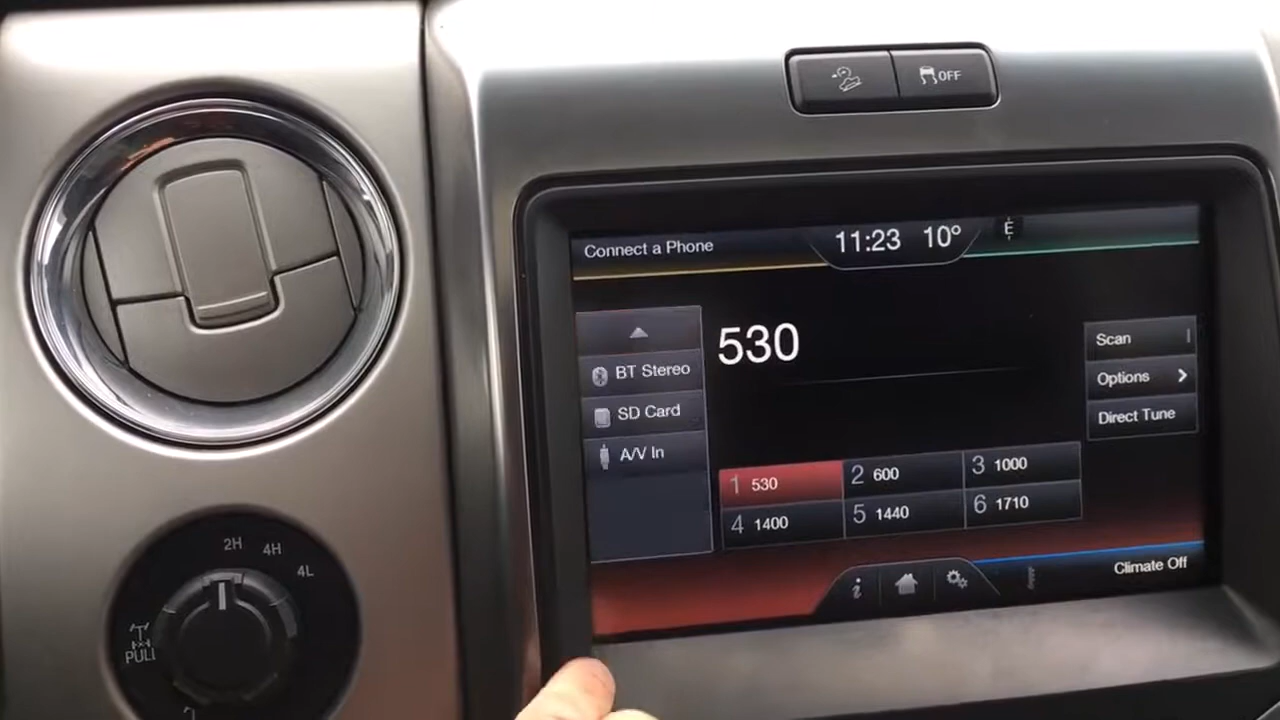 OFF
Connect a Phone
11:23 10°
E
530
BT Stereo
SD Card
A/V In
Scan
Options
Direct Tune
1 530
2 600
3 1000
4 1400
5 1440
6 1710
i
Climate Off
2H
4H
4L
PULL